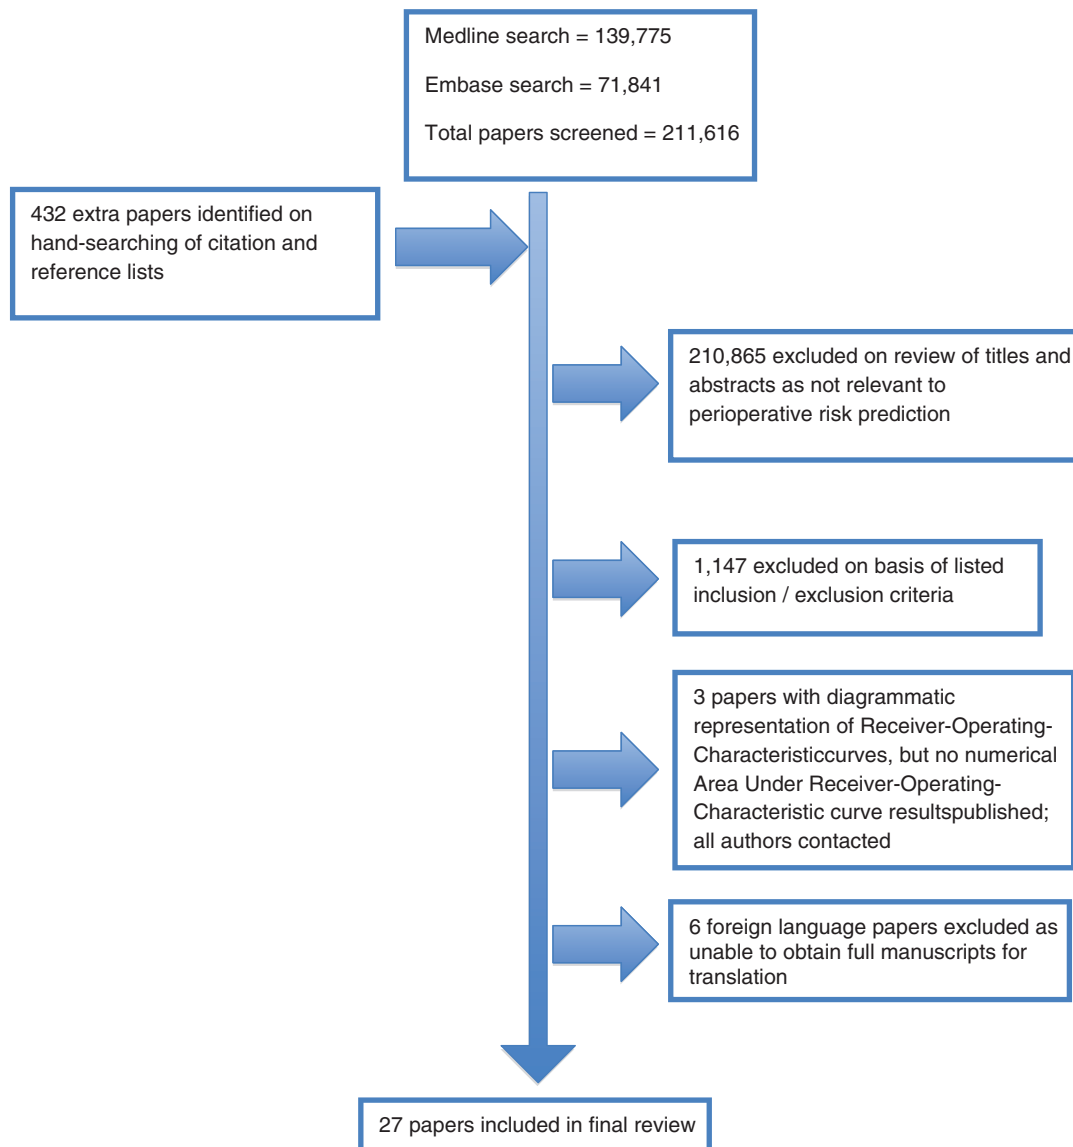 Medline search = 139,775
Embase search = 71,841
Total papers screened = 211,616
432 extra papers identified on
hand-searching of citation and
reference lists
210,865 excluded on review of titles and
abstracts as not relevant to
perioperative risk prediction
1,147 excluded on basis of listed
inclusion / exclusion criteria
3 papers with diagrammatic
representation of Receiver-Operating-
Characteristiccurves, but no numerical
Area Under Receiver-Operating-
Characteristic curve resultspublished;
all authors contacted
6 foreign language papers excluded as
unable to obtain full manuscripts for
translation
27 papers included in final review